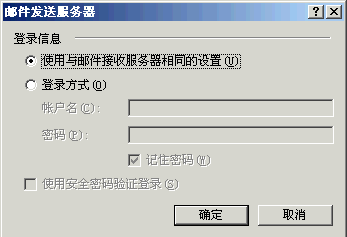 邮件发送服务器
登录信息
使用与邮件接收服务器相同的设置(U)
登录方式(O)
帐户名(C):
密码(P):
记住密码(W)
使用安全密码验证登录(S)
确定 取消